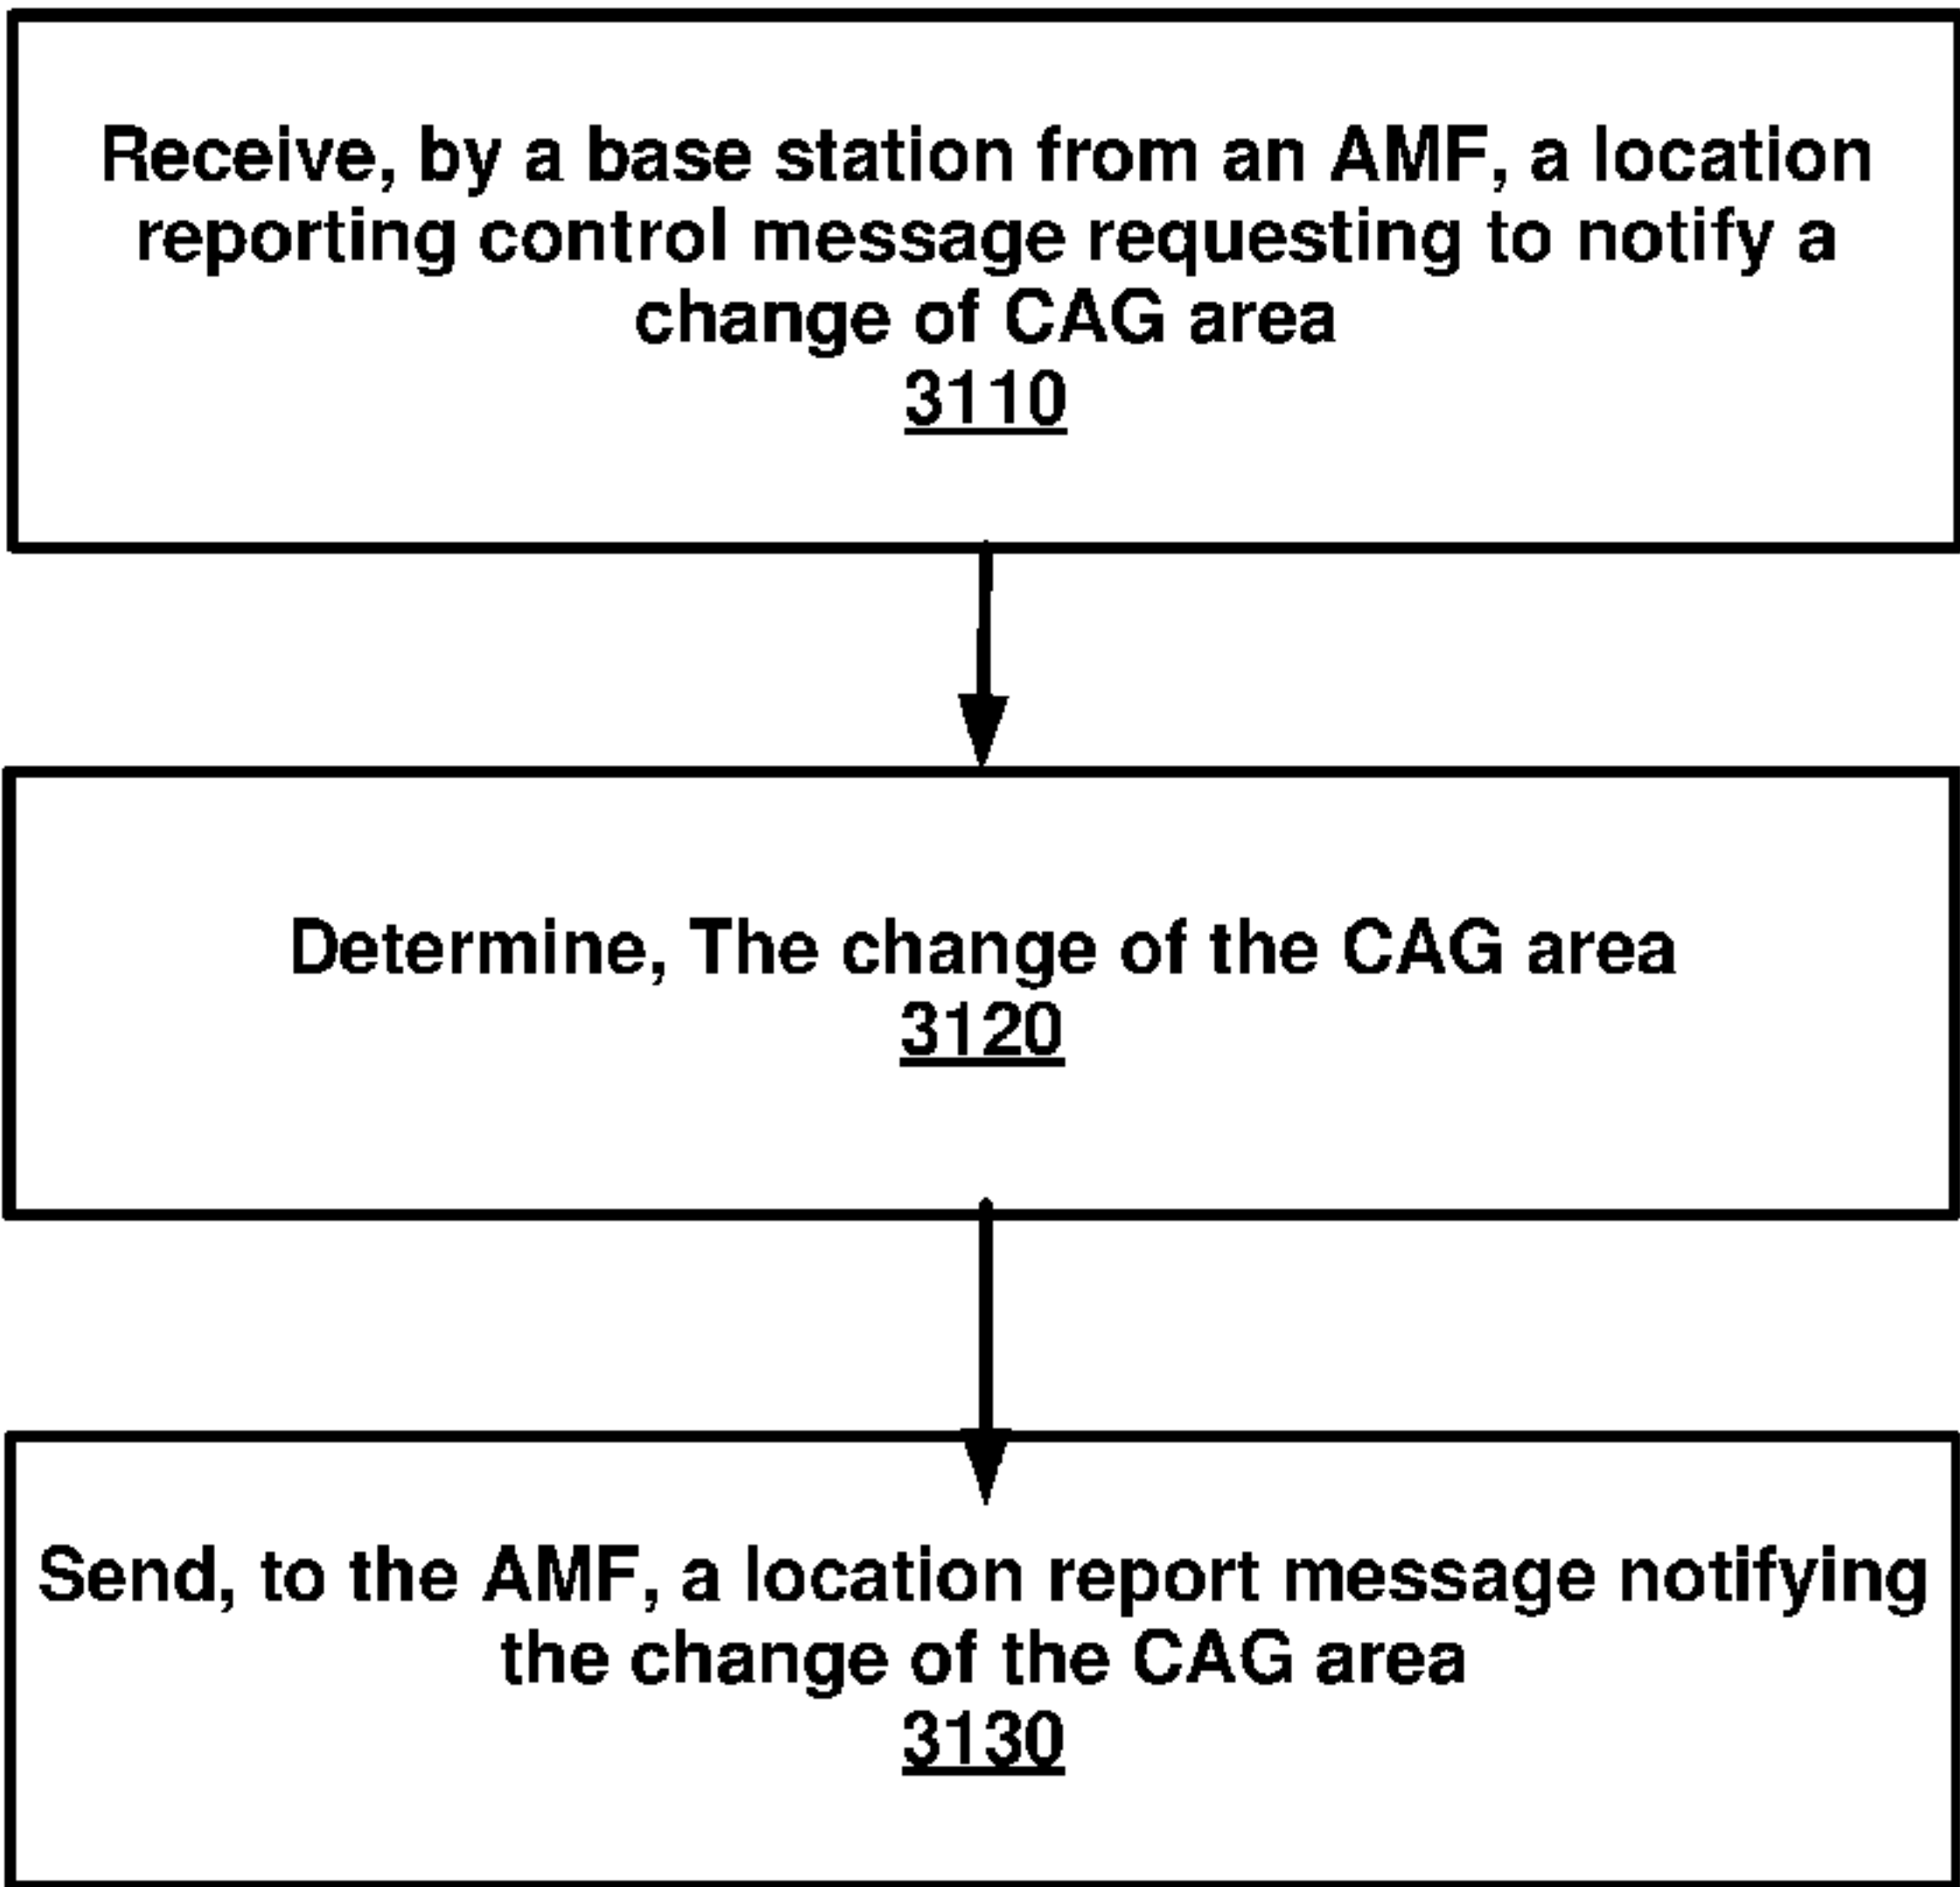 Receive, by a base station from an AMF, a location
reporting control message requesting to notify a
change of CAG area
3110
Determine, The change of the CAG area
3120
Send, to the AMF, a location report message notifying
the change of the CAG area
3130